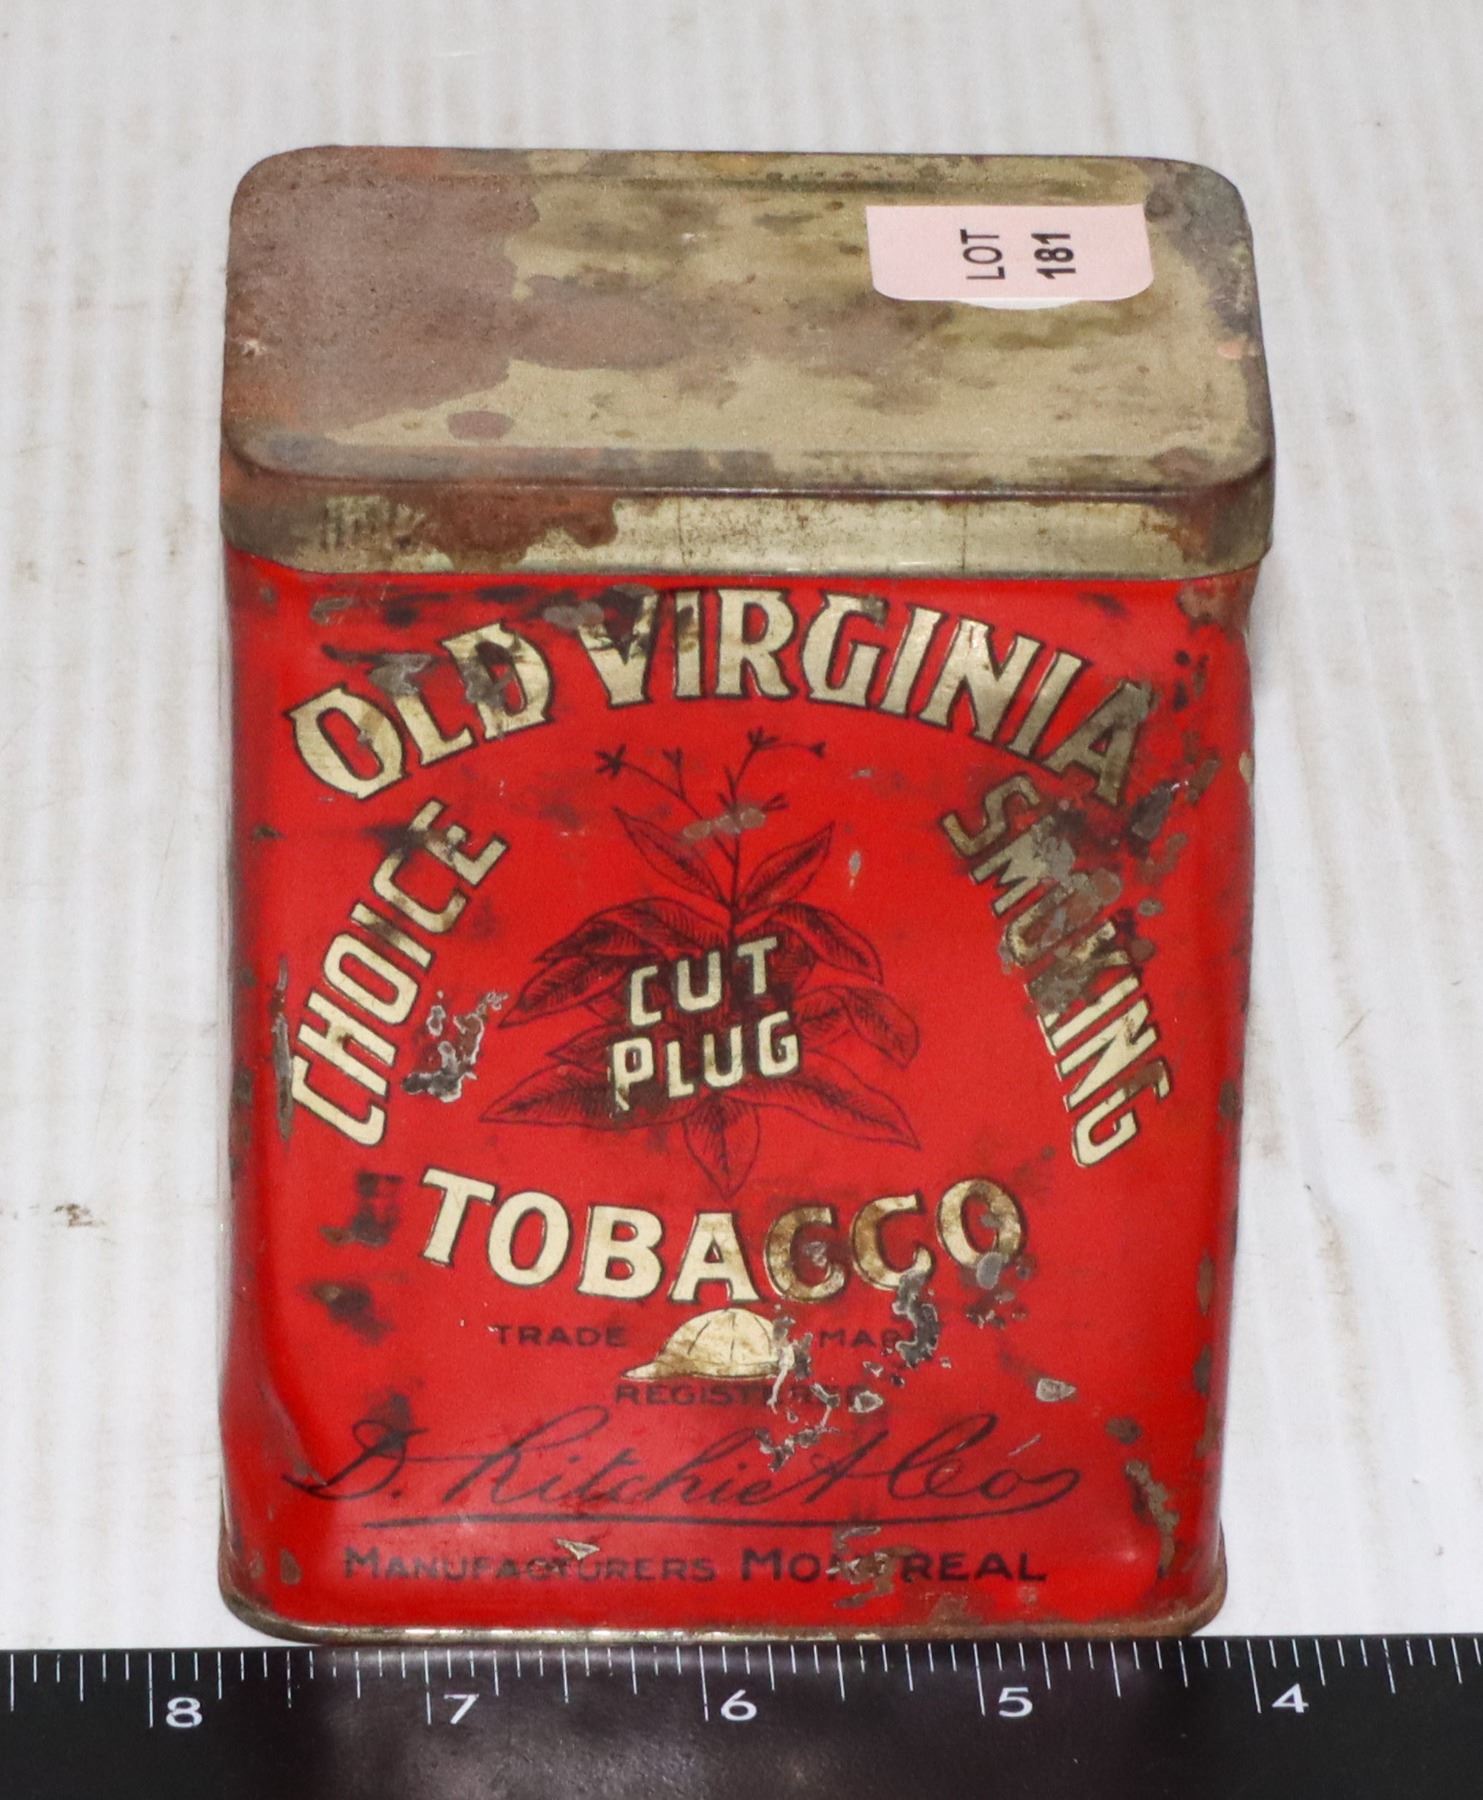 LOT
181
OLD VIRGINIA
CHOICE
SMOKING
CUT
PLUG
TOBACCO
TRADE MARK
REGISTERED
D. Ritchie & Co.
MANUFACTURERS MONTREAL
8 7 6 5 4